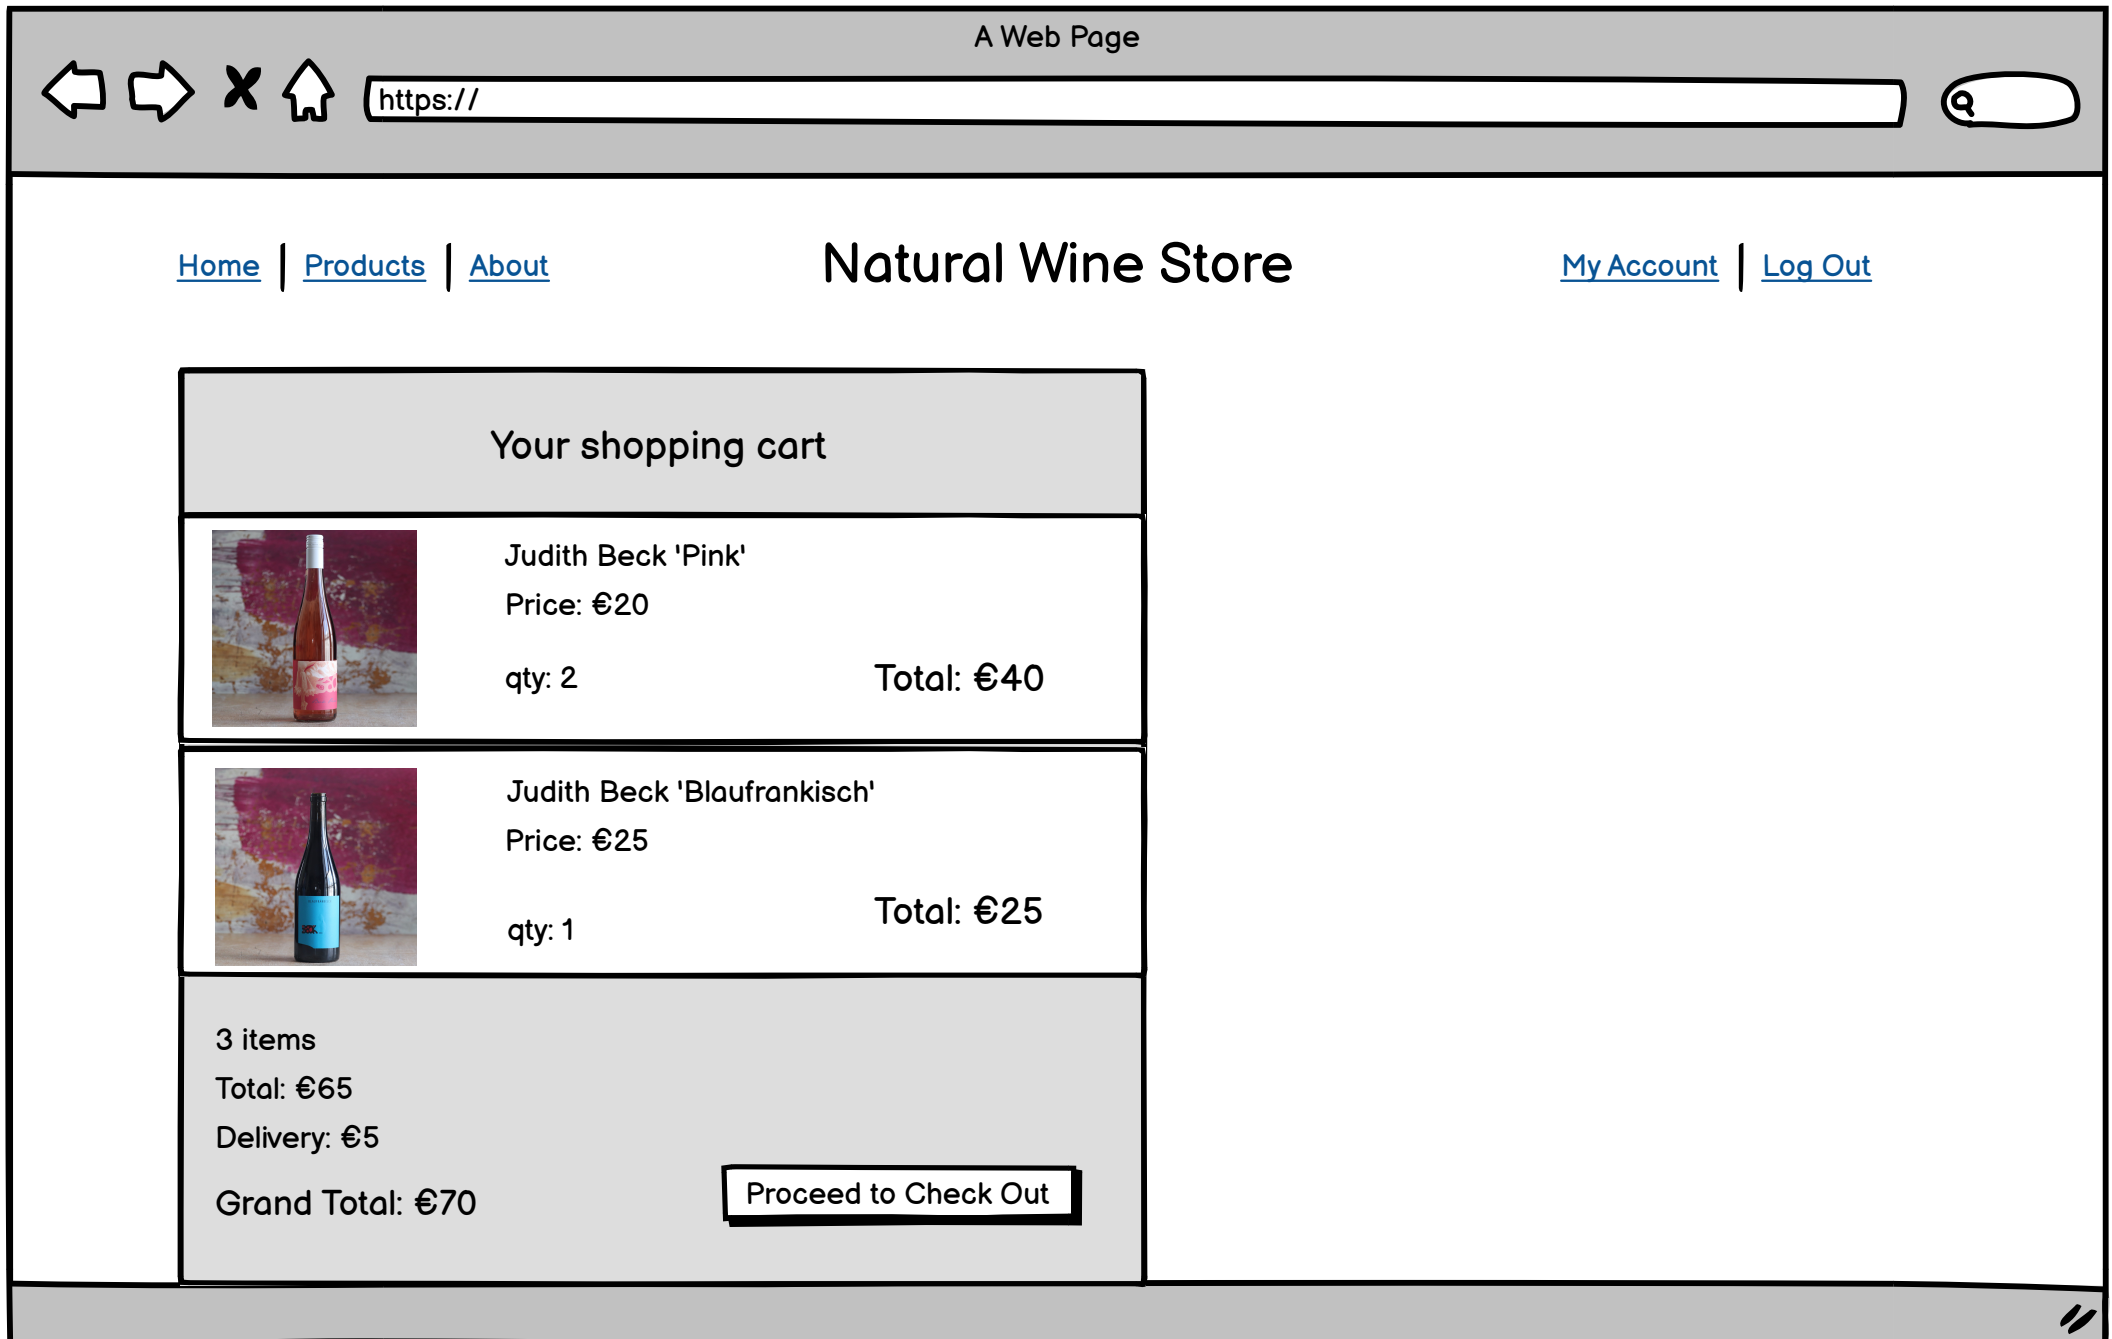 A Web Page
https://
Home
Products
About
Natural Wine Store
My Account
Log Out
Your shopping cart
Judith Beck 'Pink'
Price: €20
qty: 2
Total: €40
Judith Beck 'Blaufrankisch'
Price: €25
Total: €25
qty: 1
3 items
Total: €65
Delivery: €5
Grand Total: €70
Proceed to Check Out